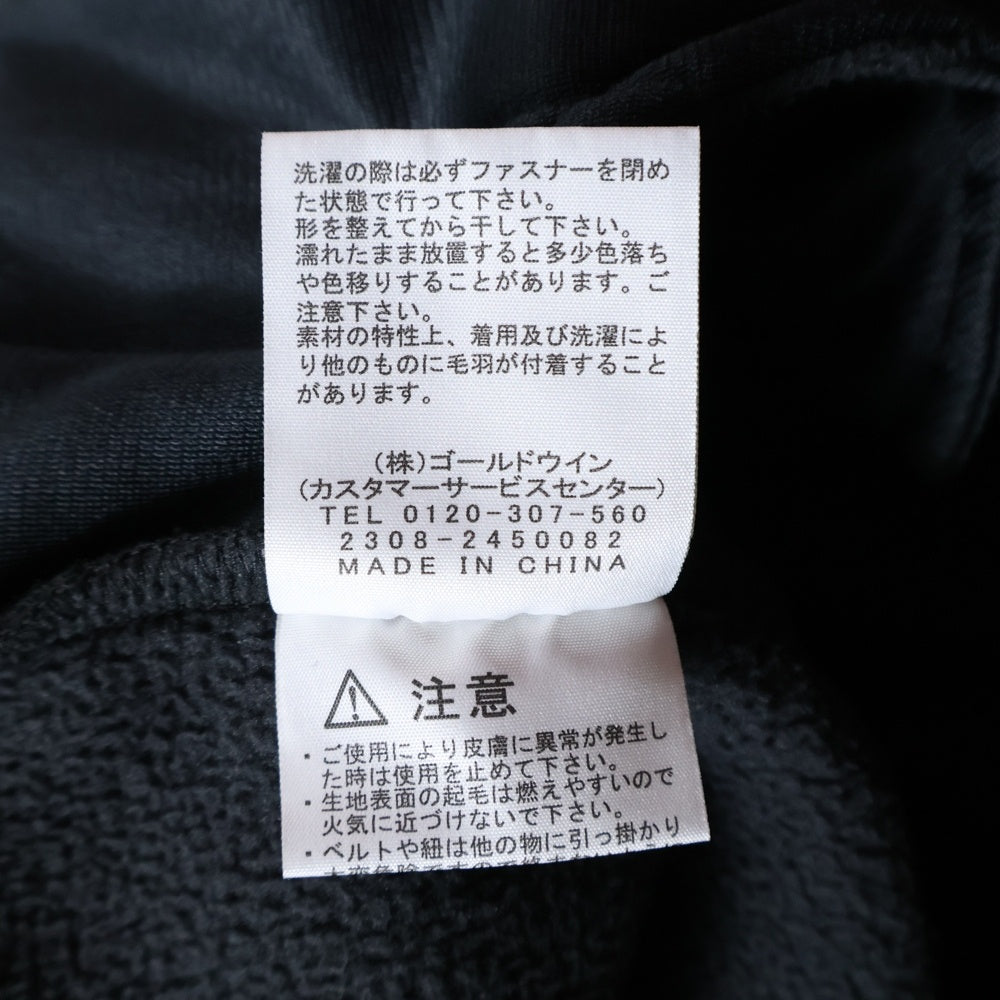 洗濯の際は必ずファスナーを閉め
た状態で行って下さい。
形を整えてから干して下さい。
濡れたまま放置すると多少色落ち
や色移りすることがあります。ご
注意下さい。
素材の特性上、着用及び洗濯によ
り他のものに毛羽が付着すること
があります。
(株)ゴールドウイン
(カスタマーサービスセンター)
TEL 0120-307-560
2308-2450082
MADE IN CHINA
注意
・ご使用により皮膚に異常が発生し
た時は使用を止めて下さい。
・生地表面の起毛は燃えやすいので
火気に近づけないで下さい。
・ベルトや紐は他の物に引っ掛かり